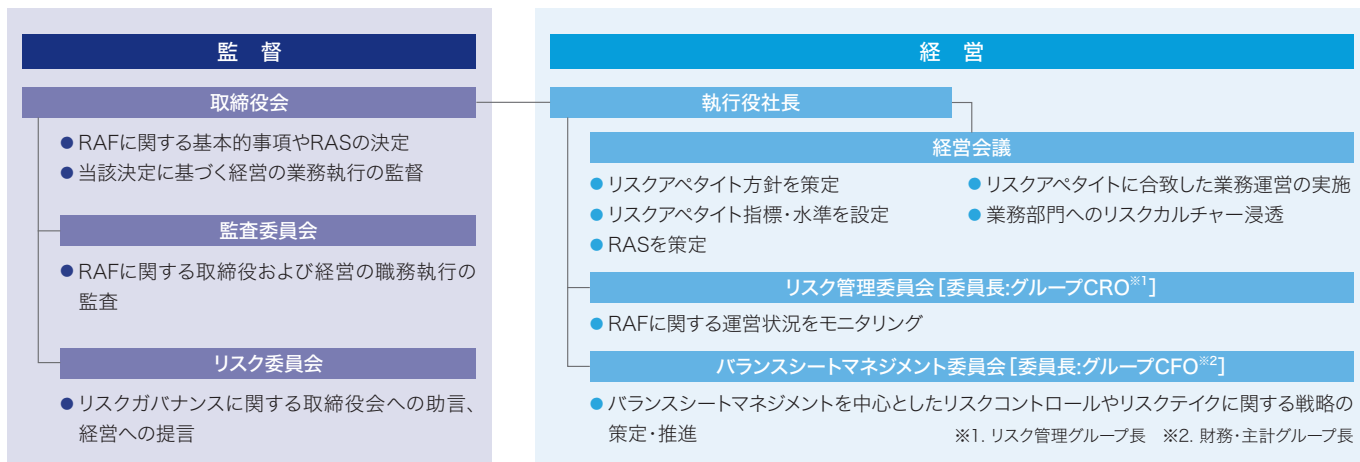 監 督
取締役会
● RAFに関する基本的事項やRASの決定
● 当該決定に基づく経営の業務執行の監督
監査委員会
● RAFに関する取締役および経営の職務執行の
監査
リスク委員会
● リスクガバナンスに関する取締役会への助言、
経営への提言
経 営
執行役社長
経営会議
● リスクアペタイト方針を策定
● リスクアペタイト指標・水準を設定
● RASを策定
● リスクアペタイトに合致した業務運営の実施
● 業務部門へのリスクカルチャー浸透
リスク管理委員会[委員長:グループCRO※1]
● RAFに関する運営状況をモニタリング
バランスシートマネジメント委員会[委員長:グループCFO※2]
● バランスシートマネジメントを中心としたリスクコントロールやリスクテイクに関する戦略の
策定・推進
※1. リスク管理グループ長 ※2. 財務・主計グループ長